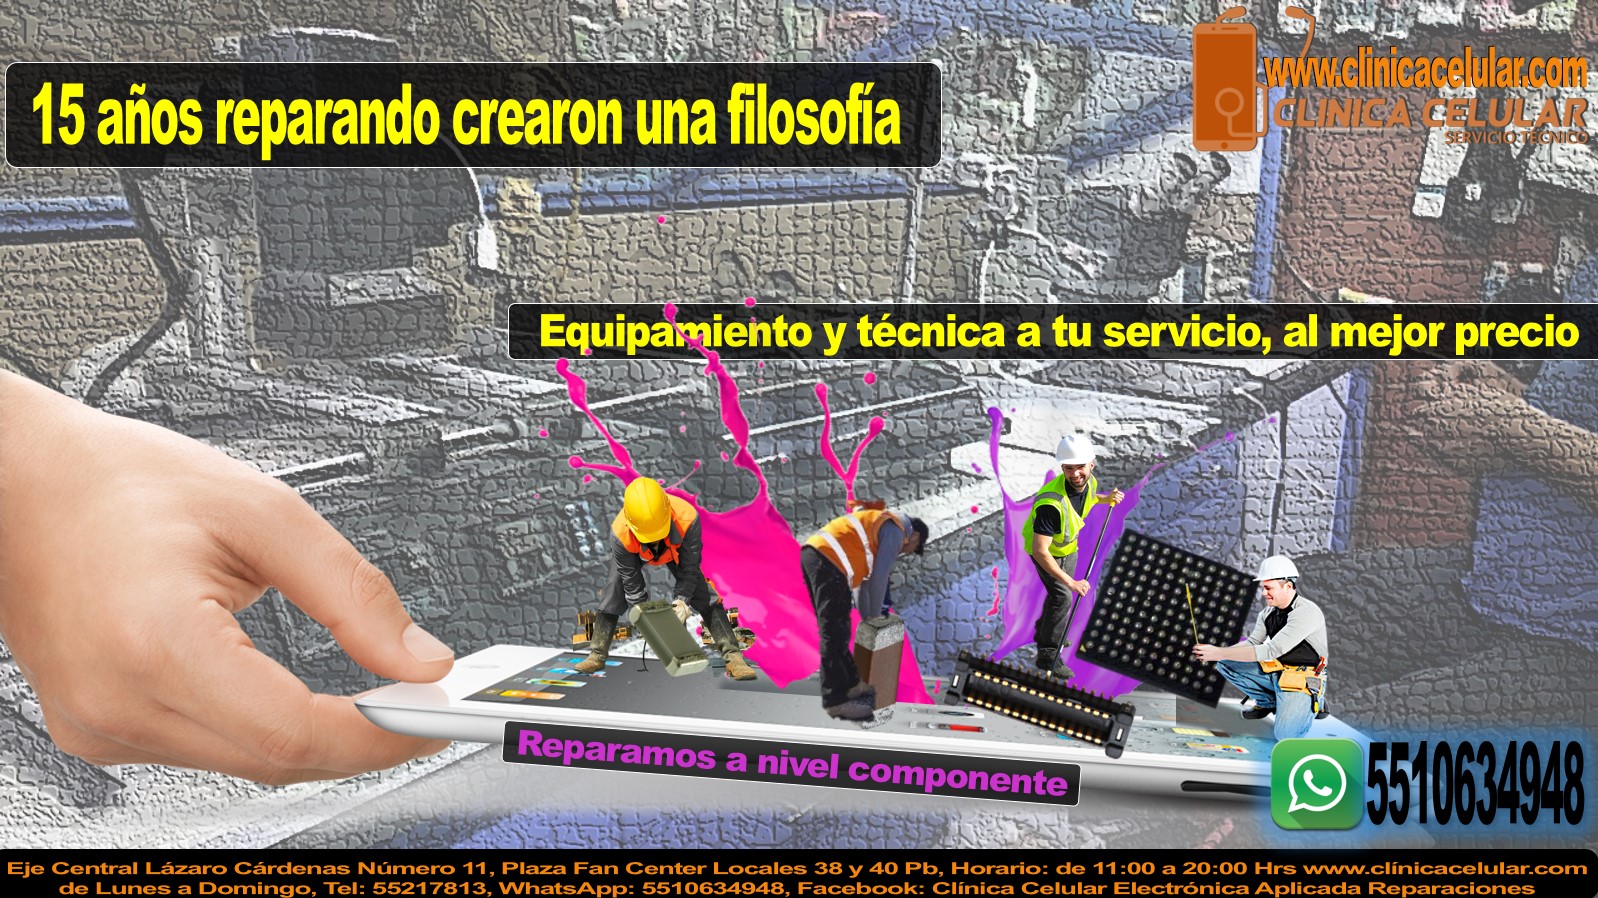 15 años reparando crearon una filosofía
www.clinicacelular.com
CLINICA CELULAR
SERVICIO TÉCNICO
Equipamiento y técnica a tu servicio, al mejor precio
Reparamos a nivel componente
5510634948
Eje Central Lázaro Cárdenas Número 11, Plaza Fan Center Locales 38 y 40 Pb, Horario: de 11:00 a 20:00 Hrs www.clínicacelular.com
de Lunes a Domingo, Tel: 55217813, WhatsApp: 5510634948, Facebook: Clínica Celular Electrónica Aplicada Reparaciones